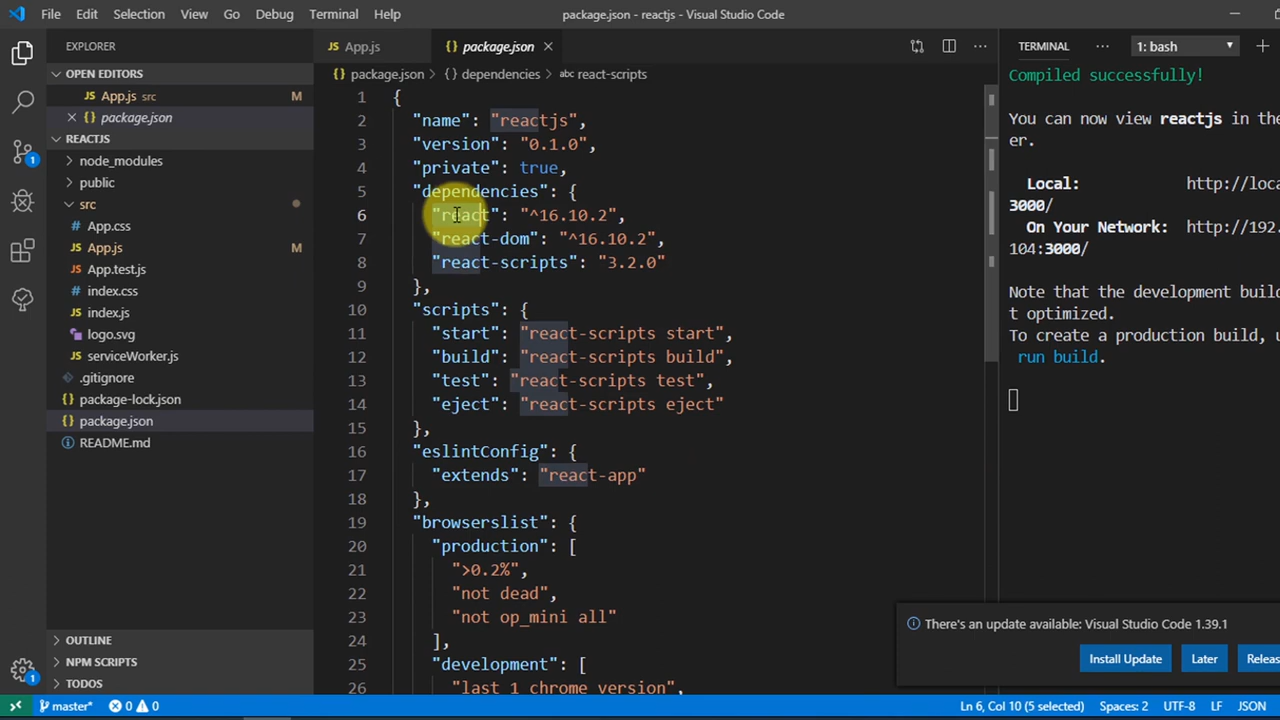 File Edit Selection View Go Debug Terminal Help package.json - reactjs - Visual Studio Code
EXPLORER
OPEN EDITORS
JS App.js src M
{} package.json
REACTJS
node_modules
public
src
App.css
App.js M
App.test.js
index.css
index.js
logo.svg
serviceWorker.js
.gitignore
package-lock.json
package.json
README.md
OUTLINE
NPM SCRIPTS
TODOS
JS App.js {} package.json
{} package.json {} dependencies abc react-scripts
1 {
2 "name": "reactjs",
3 "version": "0.1.0",
4 "private": true,
5 "dependencies": {
6 "react": "^16.10.2",
7 "react-dom": "^16.10.2",
8 "react-scripts": "3.2.0"
9 },
10 "scripts": {
11 "start": "react-scripts start",
12 "build": "react-scripts build",
13 "test": "react-scripts test",
14 "eject": "react-scripts eject"
15 },
16 "eslintConfig": {
17 "extends": "react-app"
18 },
19 "browserslist": {
20 "production": [
21 ">0.2%",
22 "not dead",
23 "not op_mini all"
24 ],
25 "development": [
26 "last 1 chrome version",
TERMINAL 1: bash
Compiled successfully!
You can now view reactjs in the
er.
Local: http://loc
3000/
On Your Network: http://192.
104:3000/
Note that the development build
t optimized.
To create a production build, u
run build.
There's an update available: Visual Studio Code 1.39.1
Install Update Later Relea
1
1
master* 0 0 Ln 6, Col 10 (5 selected) Spaces: 2 UTF-8 LF JSON